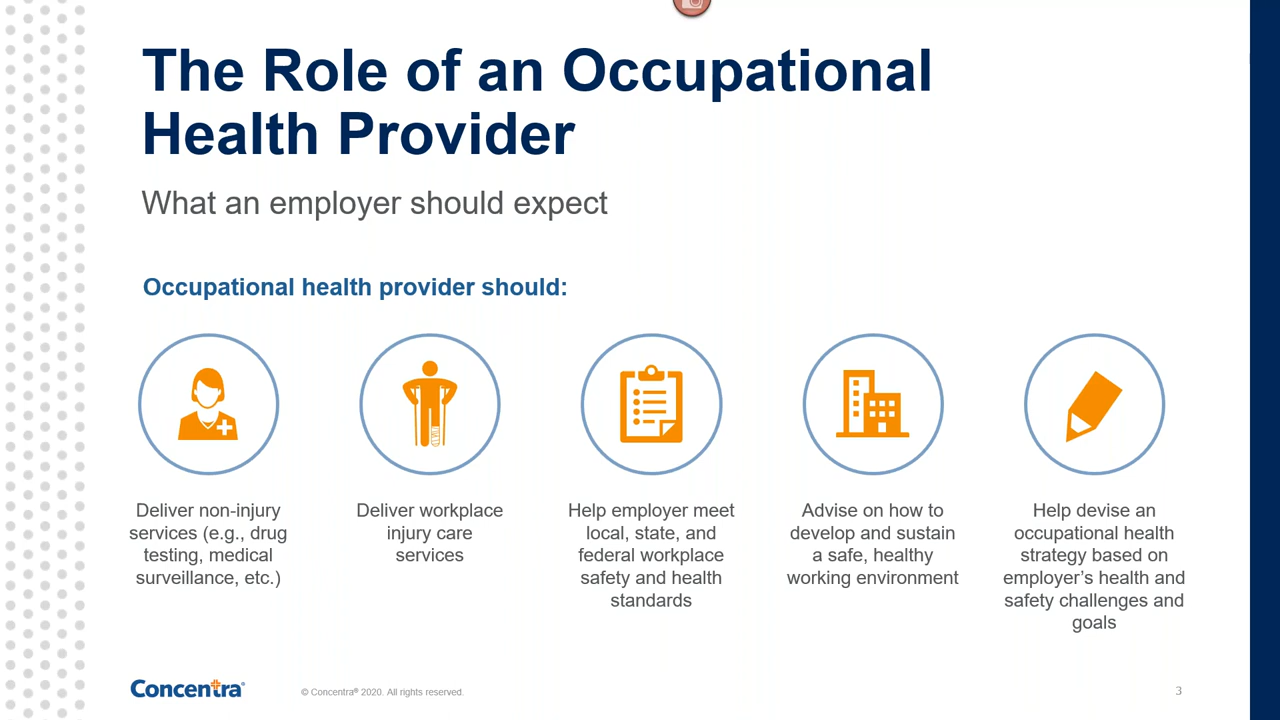 The Role of an Occupational
Health Provider
What an employer should expect
Occupational health provider should:
Deliver non-injury
services (e.g., drug
testing, medical
surveillance, etc.)
Deliver workplace
injury care
services
Help employer meet
local, state, and
federal workplace
safety and health
standards
Advise on how to
develop and sustain
a safe, healthy
working environment
Help devise an
occupational health
strategy based on
employer's health and
safety challenges and
goals
Concentra®
© Concentra® 2020. All rights reserved.
3